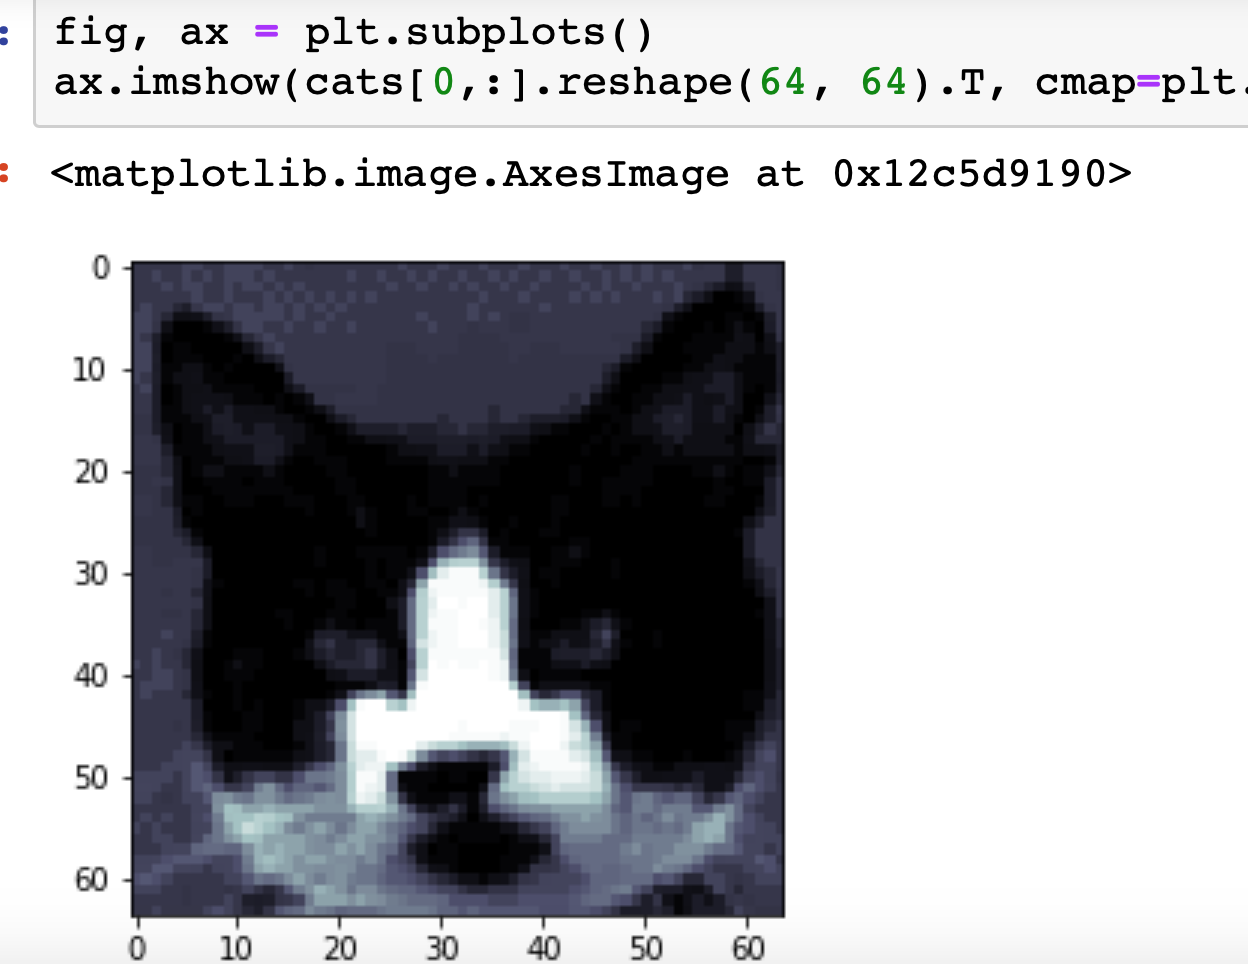 :
fig, ax = plt.subplots()
ax.imshow(cats[0,:].reshape(64, 64).T, cmap=plt.
:
<matplotlib.image.AxesImage at 0x12c5d9190>
0
10
20
30
40
50
60
0 10 20 30 40 50 60